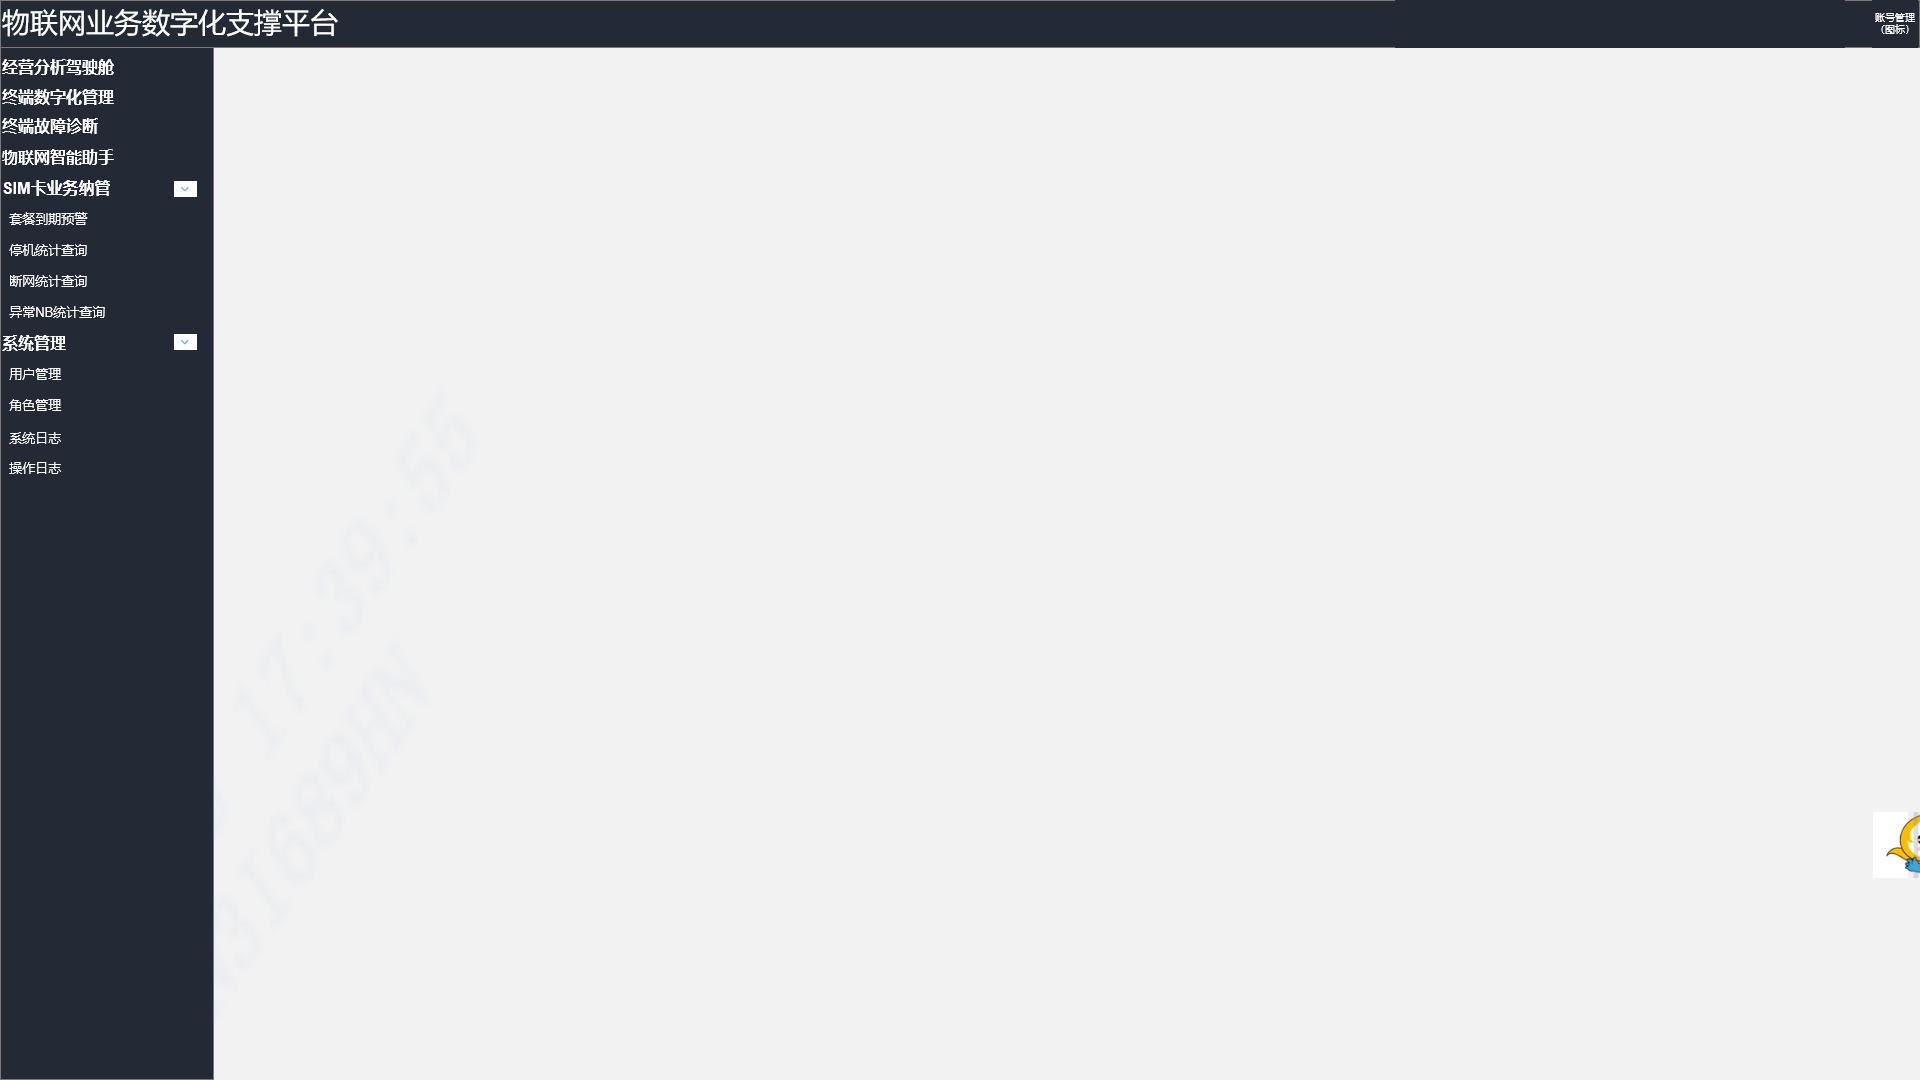 物联网业务数字化支撑平台
账号管理
（图标）
经营分析驾驶舱
终端数字化管理
终端故障诊断
物联网智能助手
SIM卡业务纳管
套餐到期预警
停机统计查询
断网统计查询
异常NB统计查询
系统管理
用户管理
角色管理
系统日志
操作日志
17:39:55
31689HN